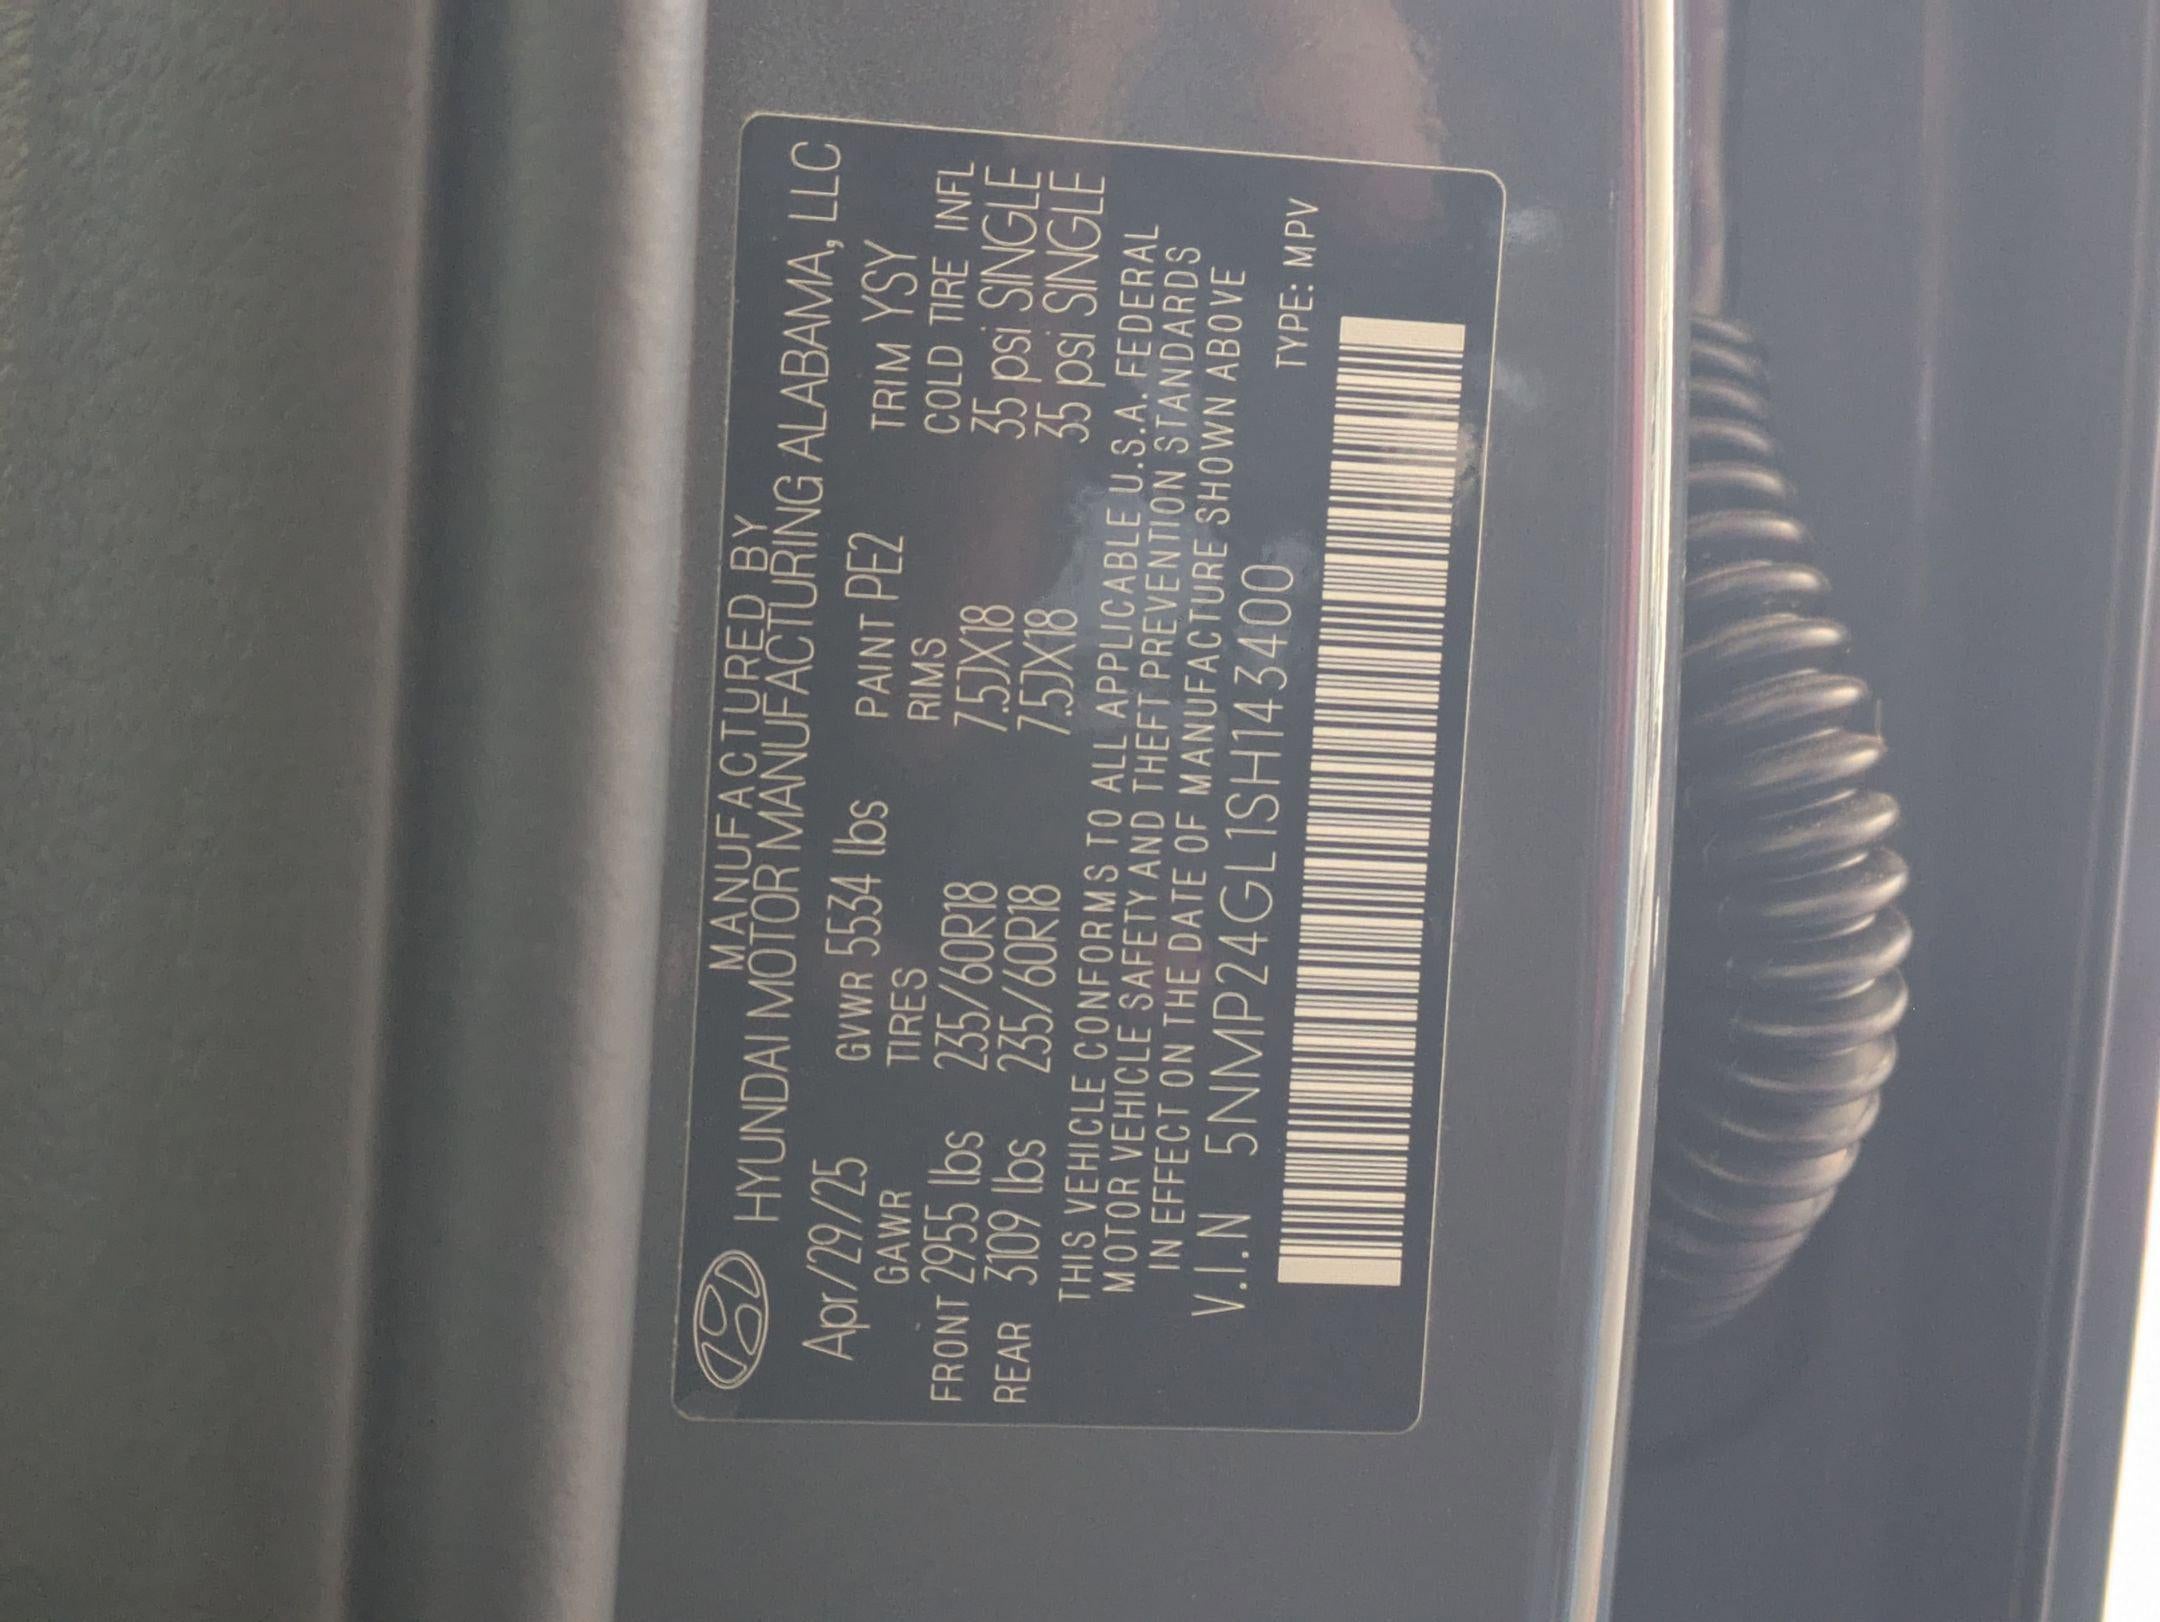 MANUFACTURED BY
HYUNDAI MOTOR MANUFACTURING ALABAMA, LLC
Apr/29/25 GVWR 5534 lbs PAINT PE2 TRIM YSY
GAWR TIRES RIMS COLD TIRE INFL
FRONT 2955 lbs 235/60R18 7.5JX18 35 psi SINGLE
REAR 3109 lbs 235/60R18 7.5JX18 35 psi SINGLE
THIS VEHICLE CONFORMS TO ALL APPLICABLE U.S.A. FEDERAL
MOTOR VEHICLE SAFETY AND THEFT PREVENTION STANDARDS
IN EFFECT ON THE DATE OF MANUFACTURE SHOWN ABOVE
V.I.N 5NMP24GL1SH143400 TYPE: MPV